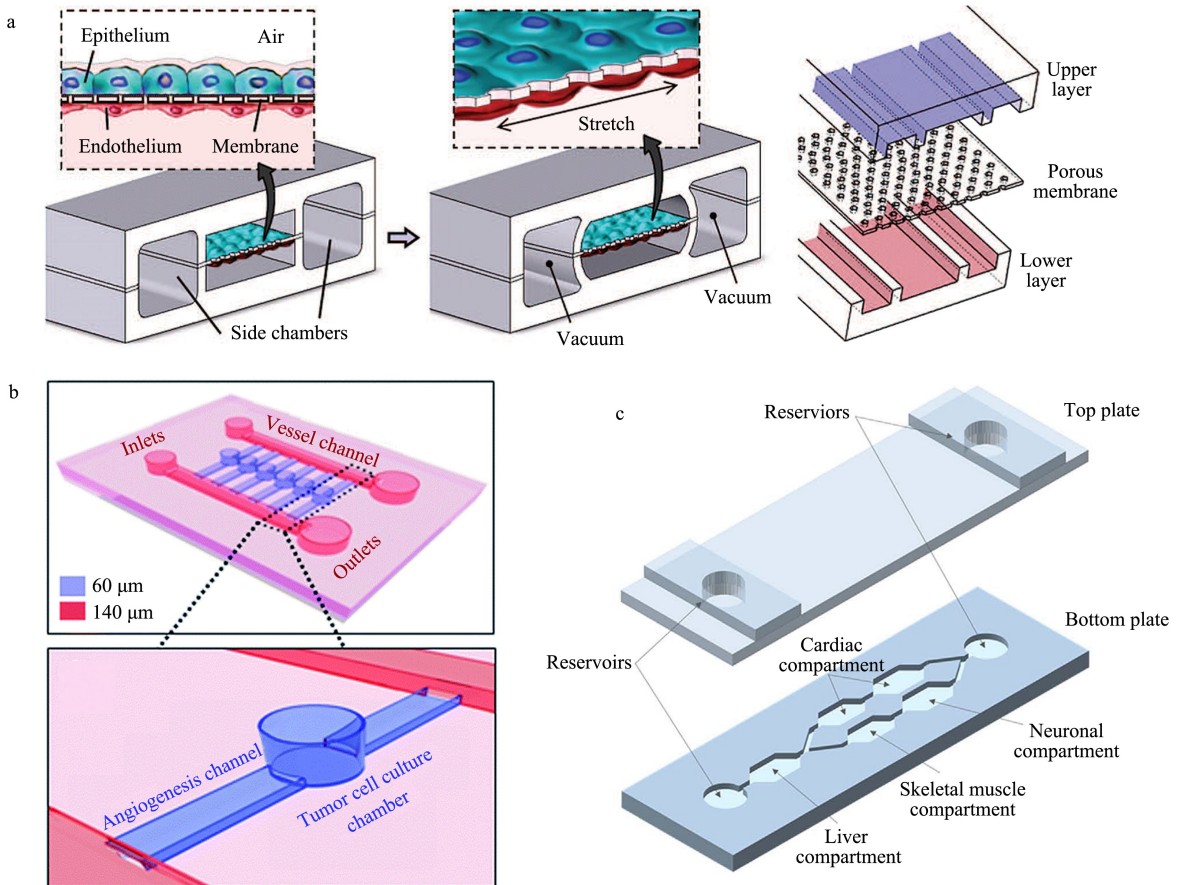 a
Epithelium
Air
Endothelium
Membrane
Side chambers
Stretch
Vacuum
Vacuum
Upper
layer
Porous
membrane
Lower
layer
b
Inlets
Vessel channel
Outlets
60 μm
140 μm
Angiogenesis channel
Tumor cell culture
chamber
c
Reserviors
Top plate
Reservoirs
Bottom plate
Cardiac
compartment
Neuronal
compartment
Skeletal muscle
compartment
Liver
compartment